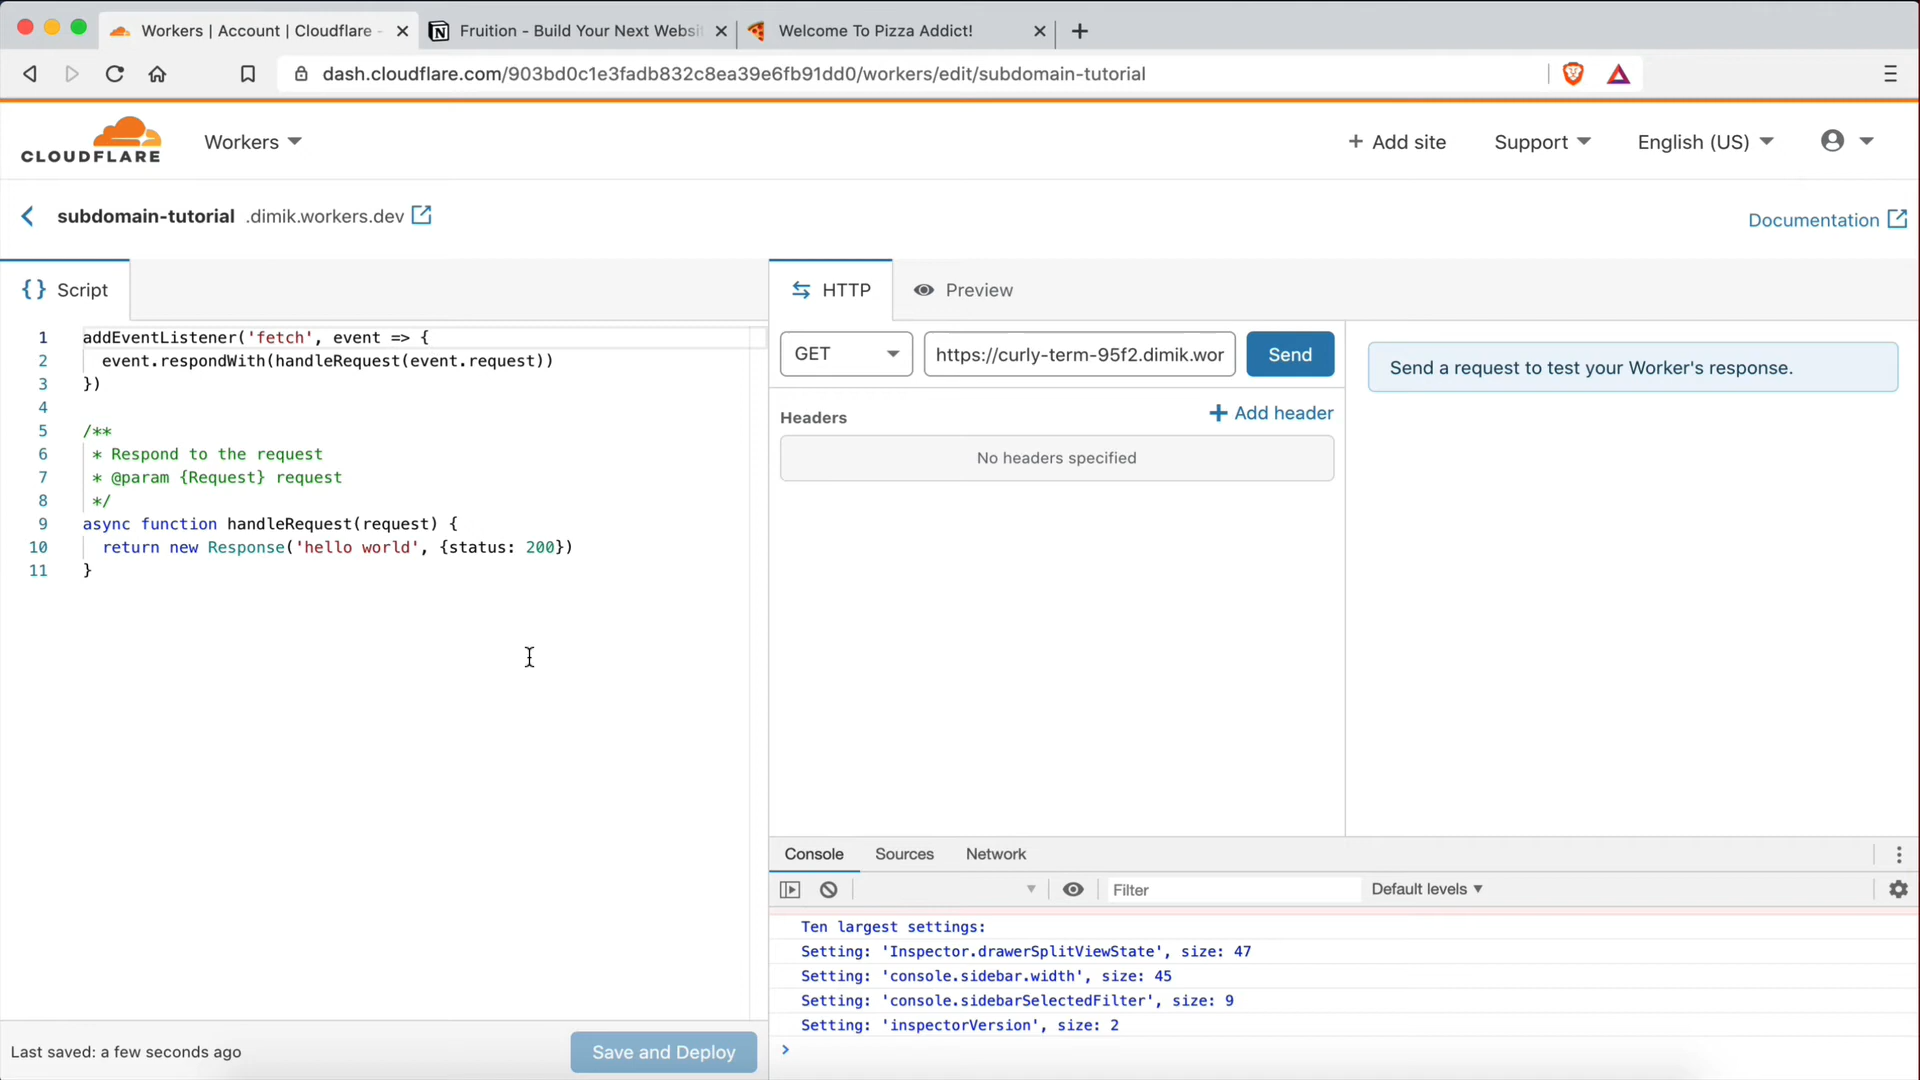 Workers | Account | Cloudflare -
Fruition - Build Your Next Websi
Welcome To Pizza Addict!
dash.cloudflare.com/903bd0c1e3fadb832c8ea39e6fb91dd0/workers/edit/subdomain-tutorial
CLOUDFLARE
Workers
+ Add site
Support
English (US)
subdomain-tutorial .dimik.workers.dev
Documentation
{} Script
HTTP
Preview
1 addEventListener('fetch', event => {
2 event.respondWith(handleRequest(event.request))
3 })
4
5 /**
6 * Respond to the request
7 * @param {Request} request
8 */
9 async function handleRequest(request) {
10 return new Response('hello world', {status: 200})
11 }
GET
https://curly-term-95f2.dimik.wor
Send
Headers
+ Add header
No headers specified
Send a request to test your Worker's response.
Console
Sources
Network
Filter
Default levels
Ten largest settings:
Setting: 'Inspector.drawerSplitViewState', size: 47
Setting: 'console.sidebar.width', size: 45
Setting: 'console.sidebarSelectedFilter', size: 9
Setting: 'inspectorVersion', size: 2
>
Last saved: a few seconds ago
Save and Deploy